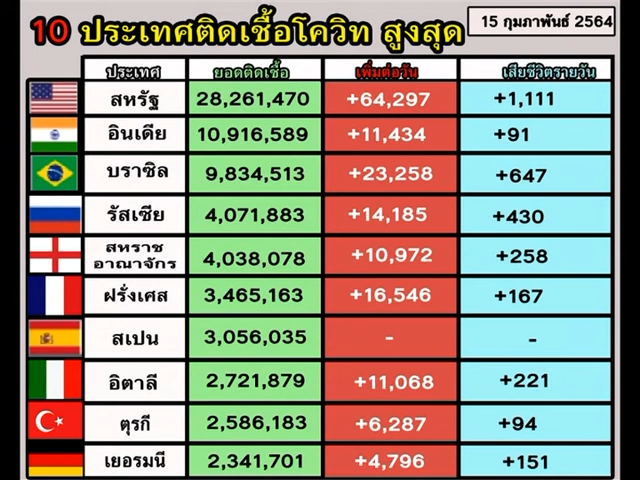 10 ประเทศติดเชื้อโควิท สูงสุด
15 กุมภาพันธ์ 2564
ประเทศ ยอดติดเชื้อ เพิ่มต่อวัน เสียชีวิตรายวัน
สหรัฐ 28,261,470 +64,297 +1,111
อินเดีย 10,916,589 +11,434 +91
บราซิล 9,834,513 +23,258 +647
รัสเซีย 4,071,883 +14,185 +430
สหราช
อาณาจักร 4,038,078 +10,972 +258
ฝรั่งเศส 3,465,163 +16,546 +167
สเปน 3,056,035 - -
อิตาลี 2,721,879 +11,068 +221
ตุรกี 2,586,183 +6,287 +94
เยอรมนี 2,341,701 +4,796 +151